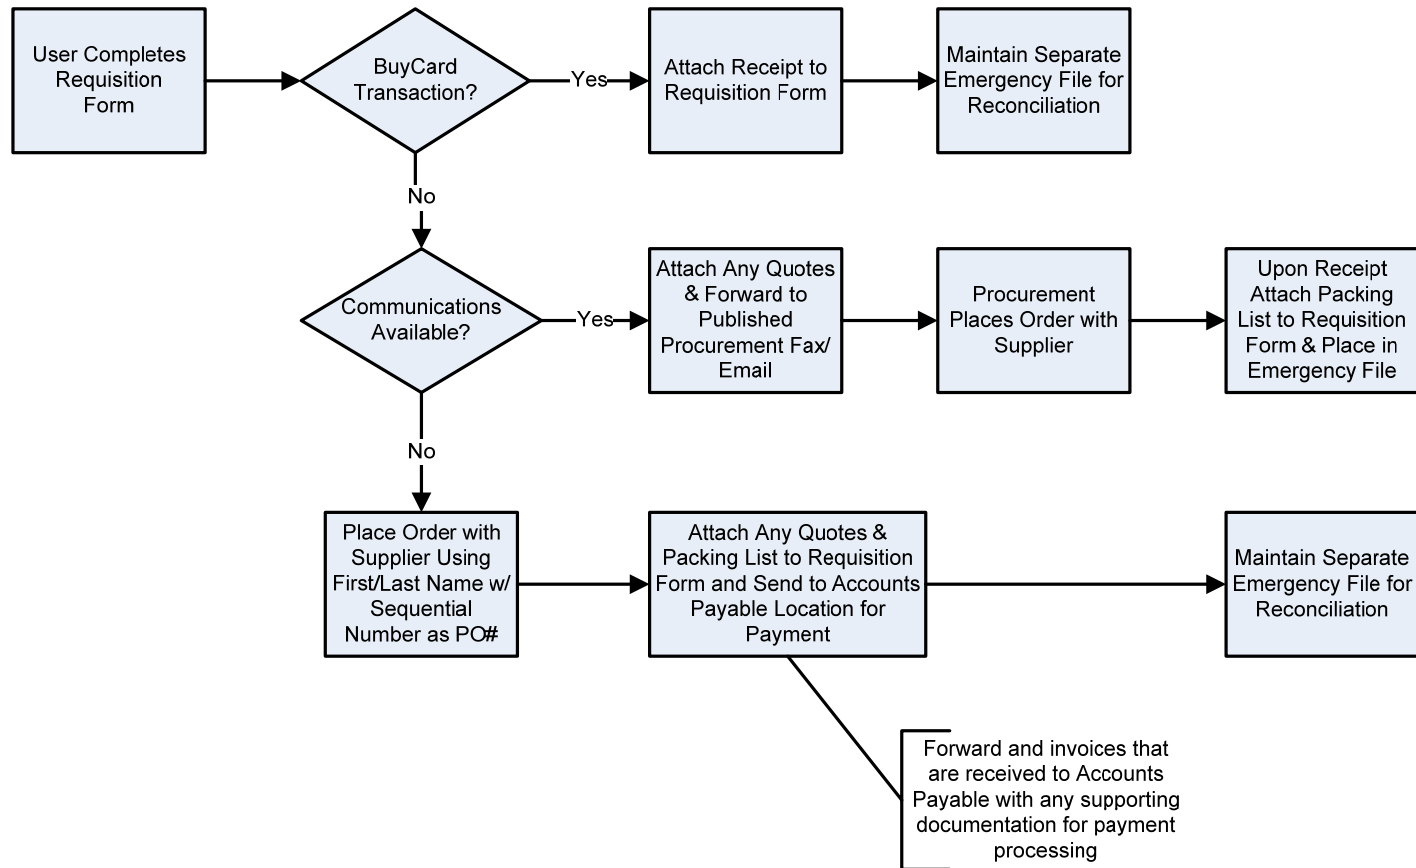 User Completes
Requisition
Form
BuyCard
Transaction?
Yes
Attach Receipt to
Requisition Form
Maintain Separate
Emergency File for
Reconciliation
No
Communications
Available?
Yes
Attach Any Quotes
& Forward to
Published
Procurement Fax/
Email
Procurement
Places Order with
Supplier
Upon Receipt
Attach Packing
List to Requisition
Form & Place in
Emergency File
No
Place Order with
Supplier Using
First/Last Name w/
Sequential
Number as PO#
Attach Any Quotes &
Packing List to Requisition
Form and Send to Accounts
Payable Location for
Payment
Maintain Separate
Emergency File for
Reconciliation
Forward and invoices that
are received to Accounts
Payable with any supporting
documentation for payment
processing